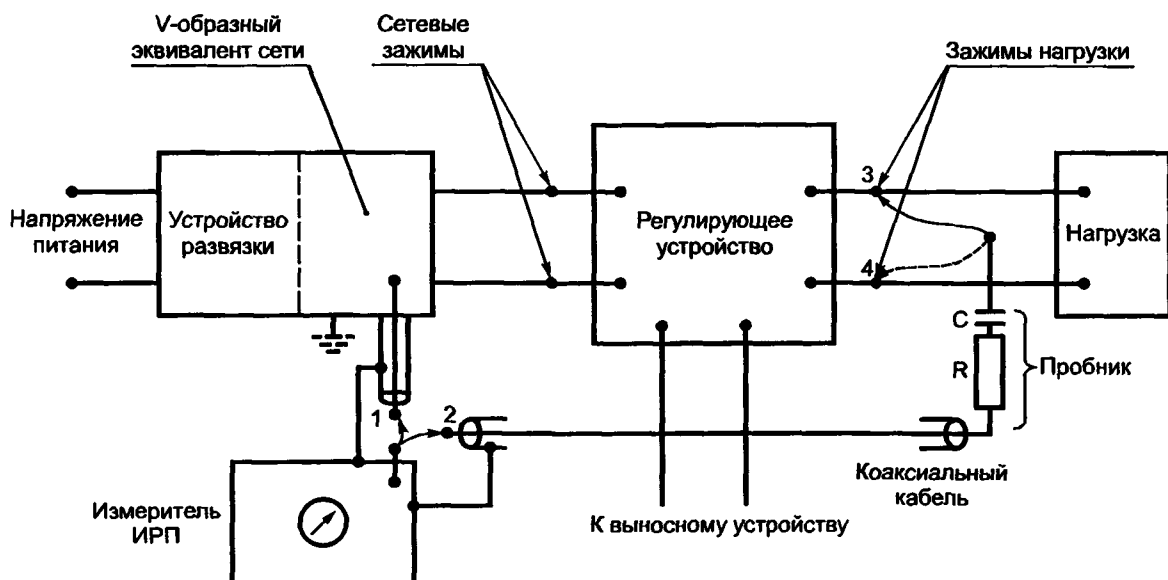 V-образный
эквивалент сети
Сетевые
зажимы
Зажимы нагрузки
Напряжение
питания
Устройство
развязки
Регулирующее
устройство
3
4
Нагрузка
C
R
Пробник
1
2
Коаксиальный
кабель
Измеритель
ИРП
К выносному устройству